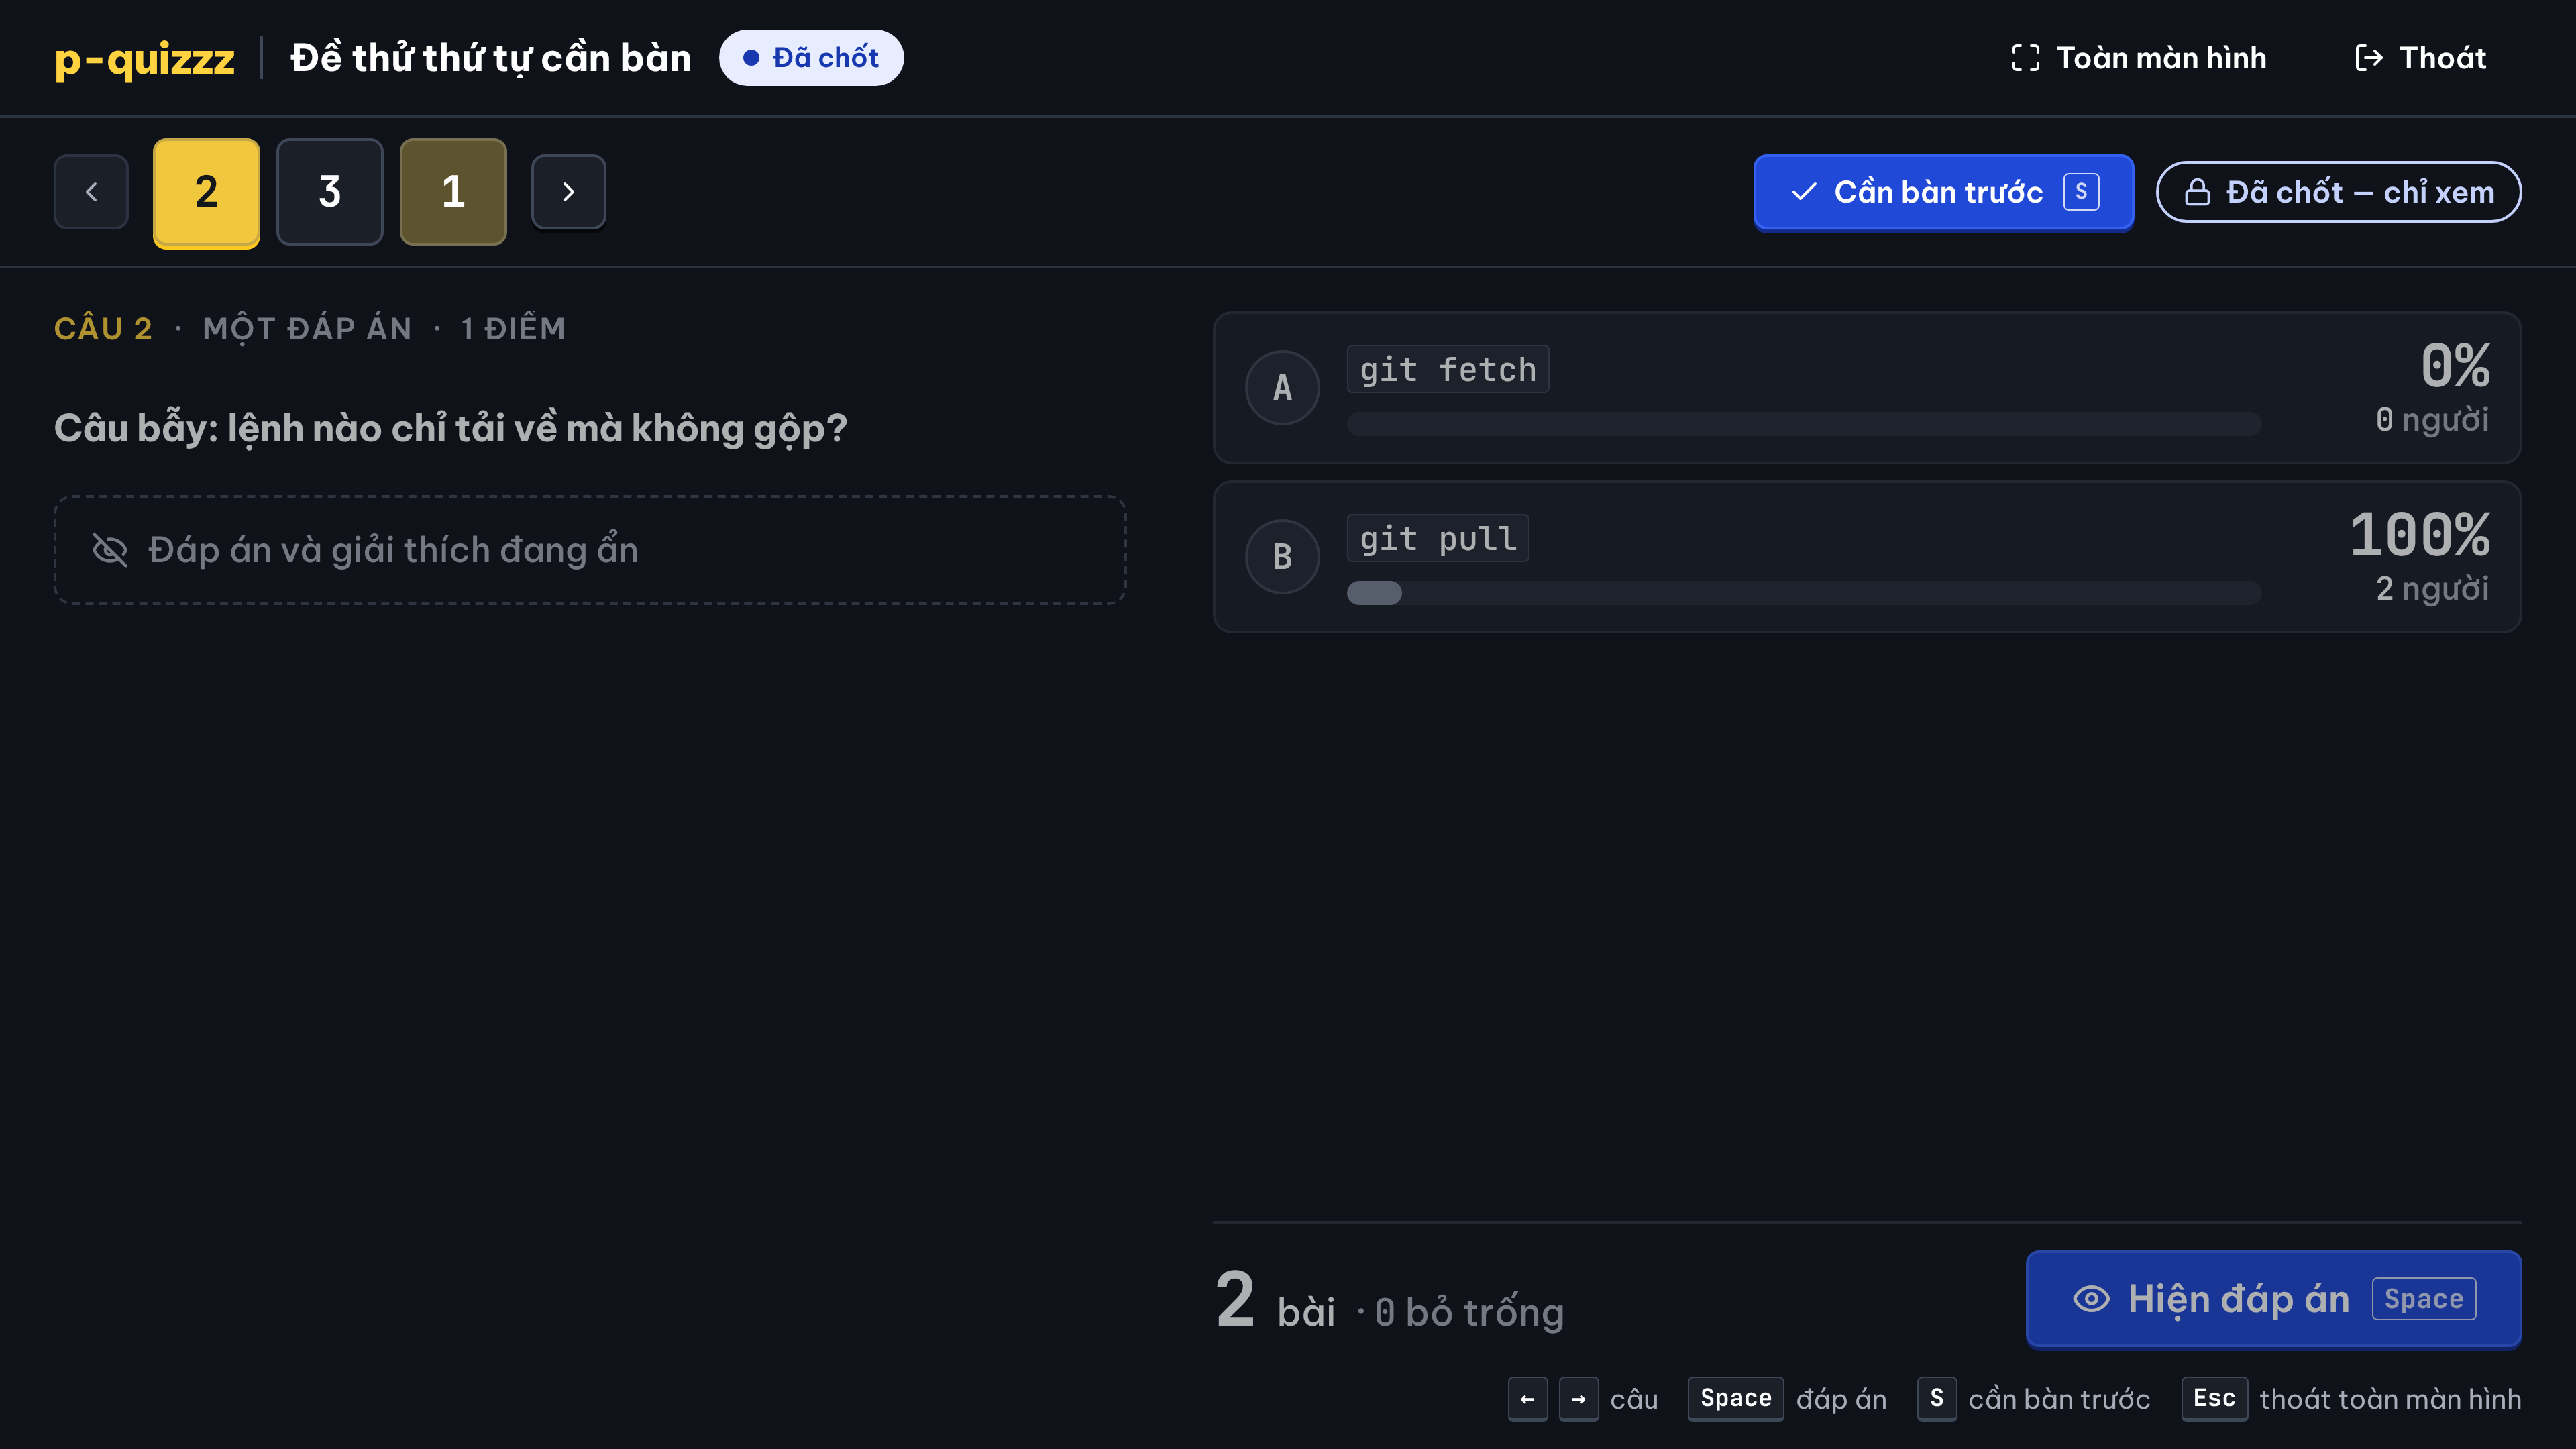 p-quizzz
Đề thử thứ tự cần bàn
Đã chốt
Toàn màn hình
Thoát
2
3
1
Cần bàn trước S
Đã chốt – chỉ xem
CÂU 2 · MỘT ĐÁP ÁN · 1 ĐIỂM
Câu bẫy: lệnh nào chỉ tải về mà không gộp?
Đáp án và giải thích đang ẩn
A
git fetch
0%
0 người
B
git pull
100%
2 người
2 bài · 0 bỏ trống
Hiện đáp án Space
← → câu Space đáp án S cần bàn trước Esc thoát toàn màn hình